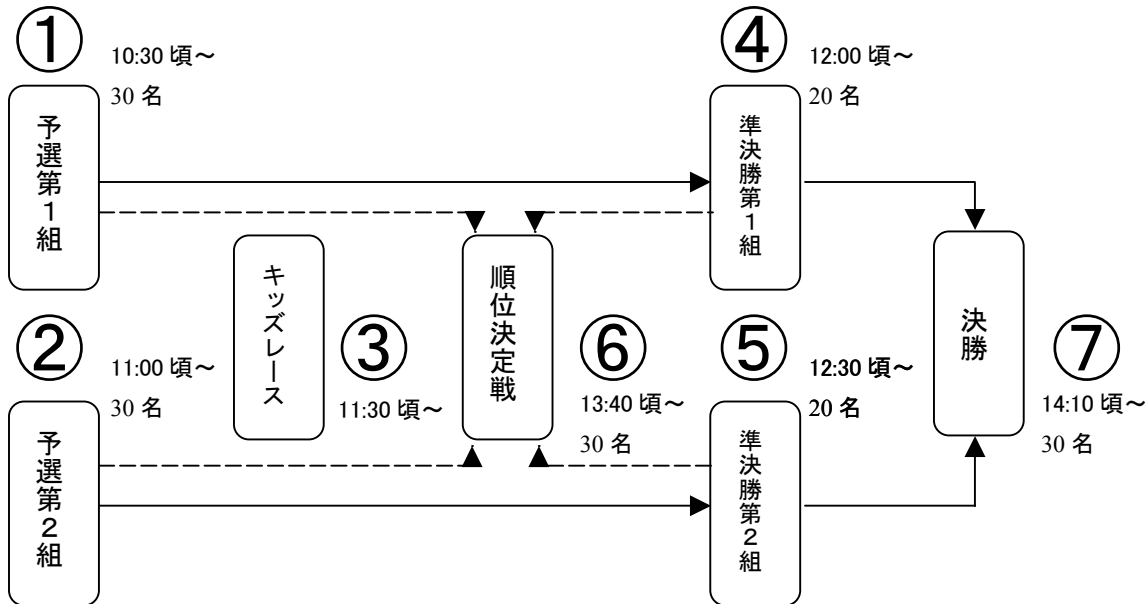 ①
10:30 頃～
30 名
予選第1組
④
12:00 頃～
20 名
準決勝第1組
キッズレース
③
11:30 頃～
順位決定戦
⑥
13:40 頃～
30 名
②
11:00 頃～
30 名
予選第2組
⑤
12:30 頃～
20 名
準決勝第2組
決勝
⑦
14:10 頃～
30 名